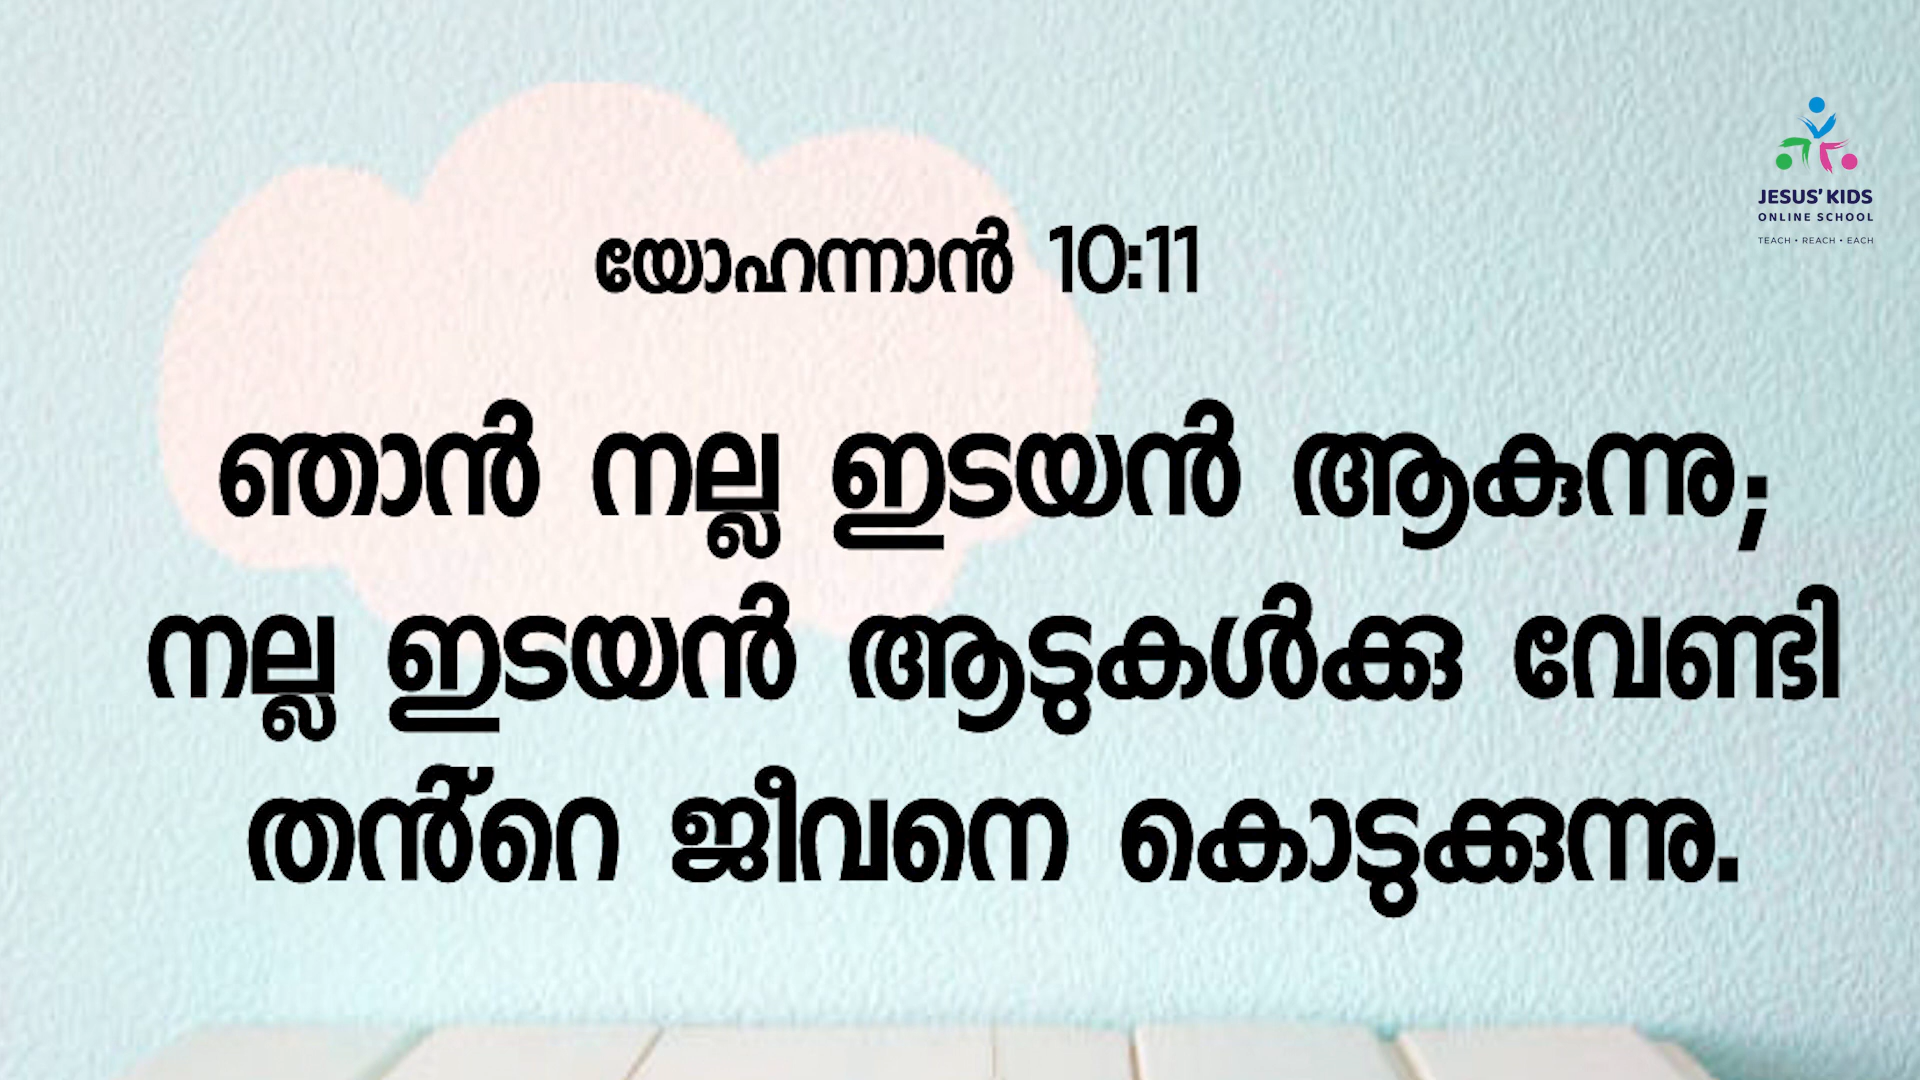 JESUS' KIDS
ONLINE SCHOOL
TEACH • REACH • EACH
യോഹന്നാൻ 10:11
ഞാൻ നല്ല ഇടയൻ ആകുന്നു;
നല്ല ഇടയൻ ആട്ടുകൾക്കു വേണ്ടി
തൻ്റെ ജീവനെ കൊടുക്കുന്നു.